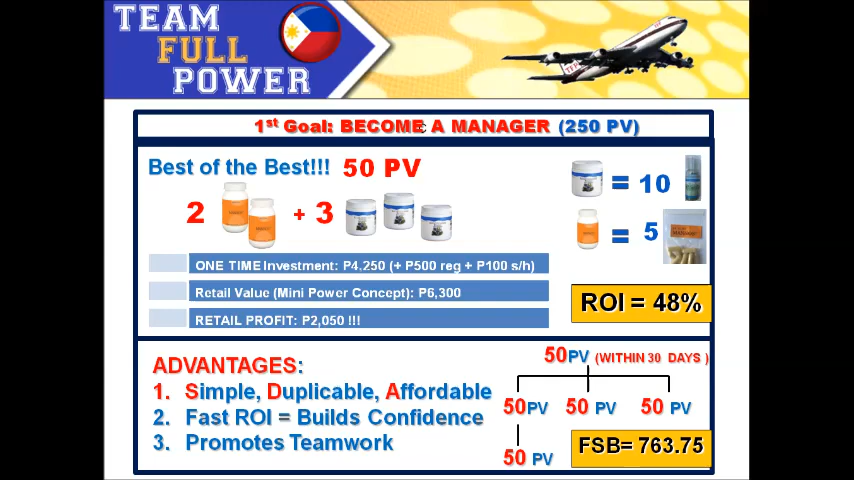 TEAM
FULL
POWER
1st Goal: BECOME A MANAGER (250 PV)
Best of the Best!!! 50 PV
2 + 3
= 10
= 5
ONE TIME Investment: P4,250 (+ P500 reg + P100 s/h)
Retail Value (Mini Power Concept): P6,300
RETAIL PROFIT: P2,050 !!!
ROI = 48%
ADVANTAGES:
1. Simple, Duplicable, Affordable
2. Fast ROI = Builds Confidence
3. Promotes Teamwork
50PV (WITHIN 30 DAYS )
50PV 50 PV 50 PV
50 PV
FSB= 763.75